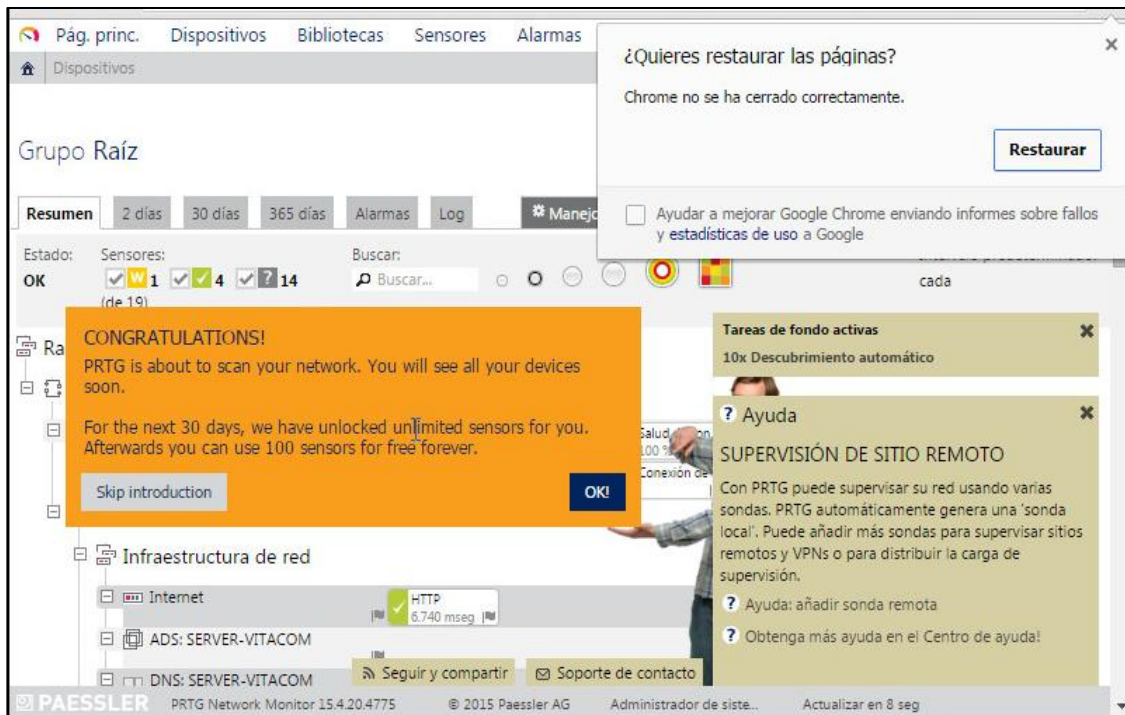 Pág. princ. Dispositivos Bibliotecas Sensores Alarmas
Dispositivos
¿Quieres restaurar las páginas?
Chrome no se ha cerrado correctamente.
Restaurar
Ayudar a mejorar Google Chrome enviando informes sobre fallos
y estadísticas de uso a Google
Grupo Raíz
Resumen 2 días 30 días 365 días Alarmas Log Manejo
Estado: Sensores: Buscar:
OK W 1 4 ? 14 Buscar...
(de 19)
cada
CONGRATULATIONS!
PRTG is about to scan your network. You will see all your devices
soon.
For the next 30 days, we have unlocked unlimited sensors for you.
Afterwards you can use 100 sensors for free forever.
Skip introduction OK!
Tareas de fondo activas
10x Descubrimiento automático
? Ayuda
SUPERVISIÓN DE SITIO REMOTO
Con PRTG puede supervisar su red usando varias
sondas. PRTG automáticamente genera una 'sonda
local'. Puede añadir más sondas para supervisar sitios
remotos y VPNs o para distribuir la carga de
supervisión.
? Ayuda: añadir sonda remota
? Obtenga más ayuda en el Centro de ayuda!
Ra
Salud
100 %
Conexión de
Infraestructura de red
Internet
HTTP
6.740 mseg
ADS: SERVER-VITACOM
DNS: SERVER-VITACOM
Seguir y compartir Soporte de contacto
PAESSLER PRTG Network Monitor 15.4.20.4775 © 2015 Paessler AG Administrador de siste... Actualizar en 8 seg